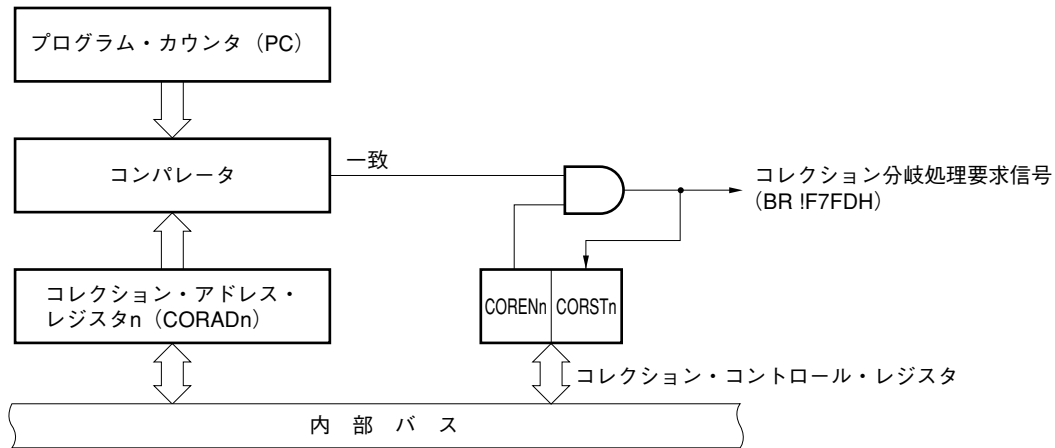 プログラム・カウンタ（PC）
コンパレータ
一致
コレクション分岐処理要求信号
（BR !F7FDH）
コレクション・アドレス・
レジスタn（CORADn）
CORENn
CORSTn
コレクション・コントロール・レジスタ
内 部 バ ス